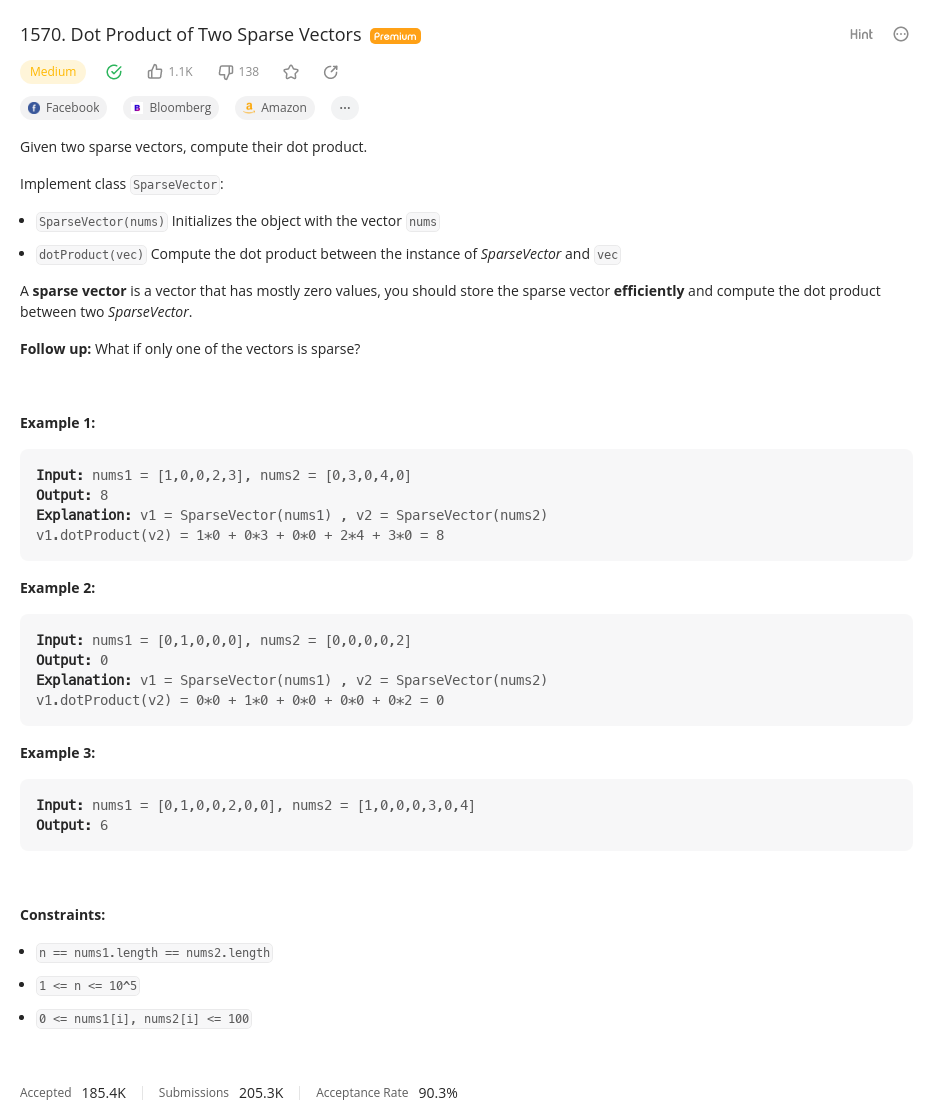 1570. Dot Product of Two Sparse Vectors Premium Hint
Medium 1.1K 138
Facebook B Bloomberg a Amazon ...
Given two sparse vectors, compute their dot product.
Implement class SparseVector:
• SparseVector(nums) Initializes the object with the vector nums
• dotProduct(vec) Compute the dot product between the instance of SparseVector and vec
A sparse vector is a vector that has mostly zero values, you should store the sparse vector efficiently and compute the dot product
between two SparseVector.
Follow up: What if only one of the vectors is sparse?
Example 1:
Input: nums1 = [1,0,0,2,3], nums2 = [0,3,0,4,0]
Output: 8
Explanation: v1 = SparseVector(nums1) , v2 = SparseVector(nums2)
v1.dotProduct(v2) = 1*0 + 0*3 + 0*0 + 2*4 + 3*0 = 8
Example 2:
Input: nums1 = [0,1,0,0,0], nums2 = [0,0,0,0,2]
Output: 0
Explanation: v1 = SparseVector(nums1) , v2 = SparseVector(nums2)
v1.dotProduct(v2) = 0*0 + 1*0 + 0*0 + 0*0 + 0*2 = 0
Example 3:
Input: nums1 = [0,1,0,0,2,0,0], nums2 = [1,0,0,0,3,0,4]
Output: 6
Constraints:
• n == nums1.length == nums2.length
• 1 <= n <= 10^5
• 0 <= nums1[i], nums2[i] <= 100
Accepted 185.4K Submissions 205.3K Acceptance Rate 90.3%